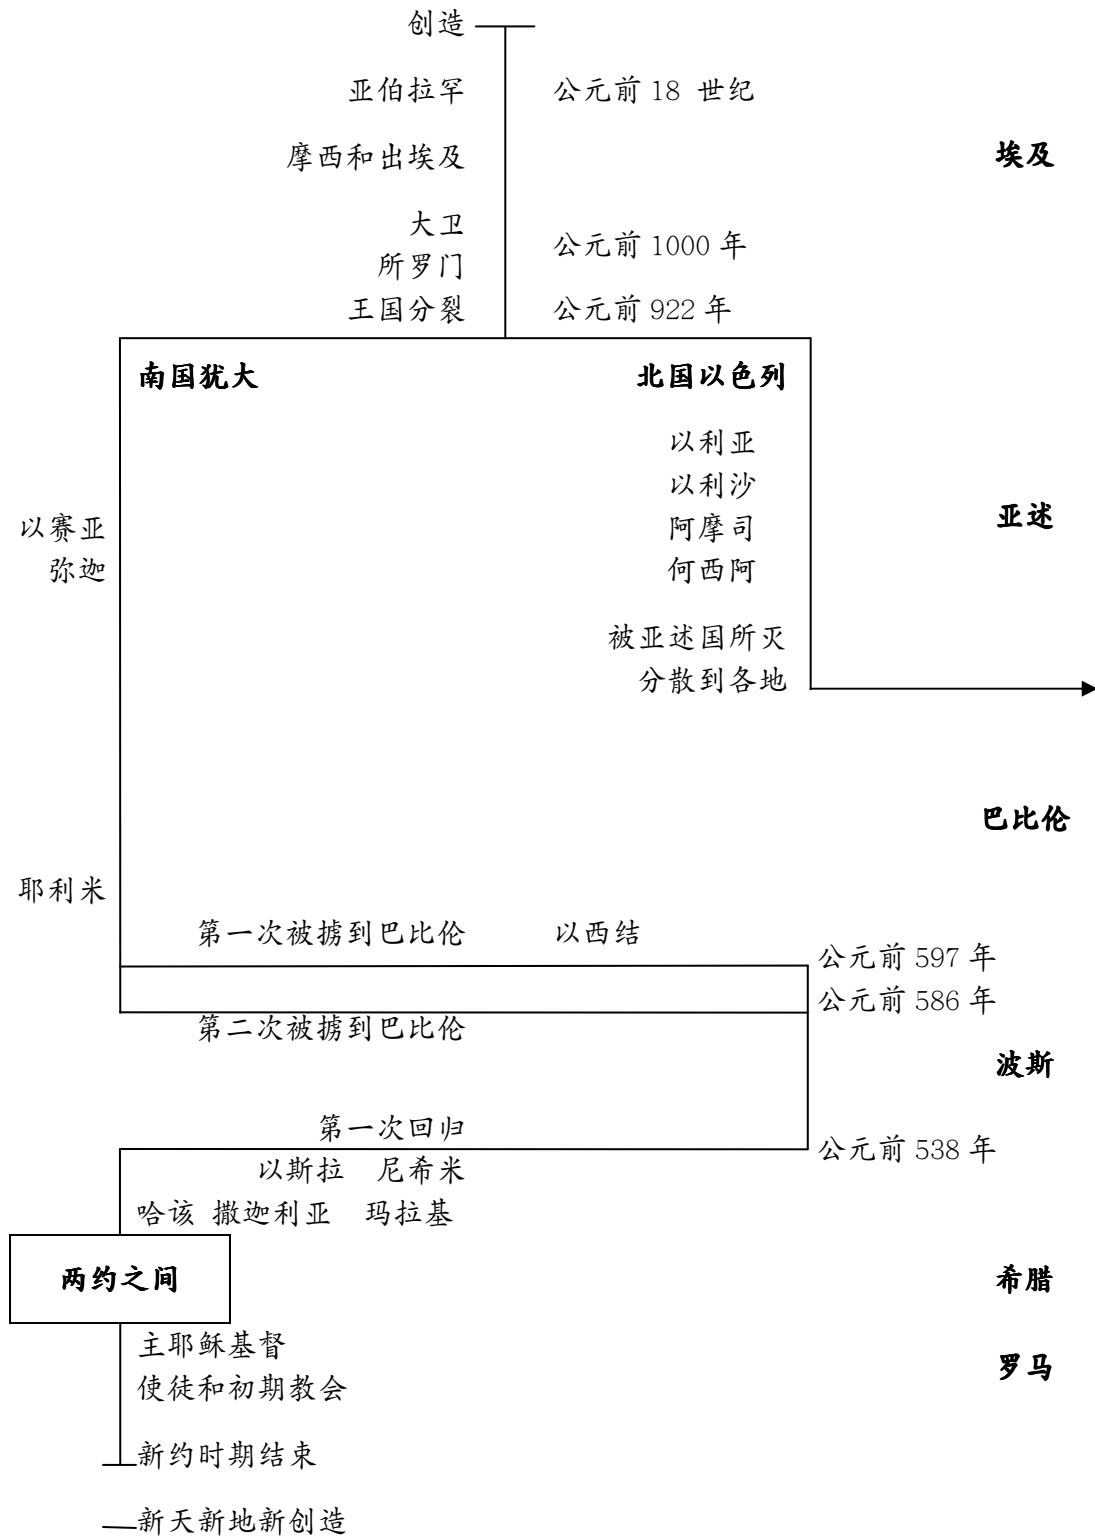 创造
亚伯拉罕 公元前 18 世纪
摩西和出埃及 埃及
大卫
公元前 1000 年
所罗门
王国分裂 公元前 922 年
南国犹大 北国以色列
以利亚
以利沙
亚述
以赛亚 阿摩司
弥迦 何西阿
被亚述国所灭
分散到各地
巴比伦
耶利米
第一次被掳到巴比伦 以西结
公元前 597 年
公元前 586 年
第二次被掳到巴比伦
波斯
第一次回归
公元前 538 年
以斯拉 尼希米
哈该 撒迦利亚 玛拉基
两约之间 希腊
主耶稣基督
罗马
使徒和初期教会
新约时期结束
新天新地新创造